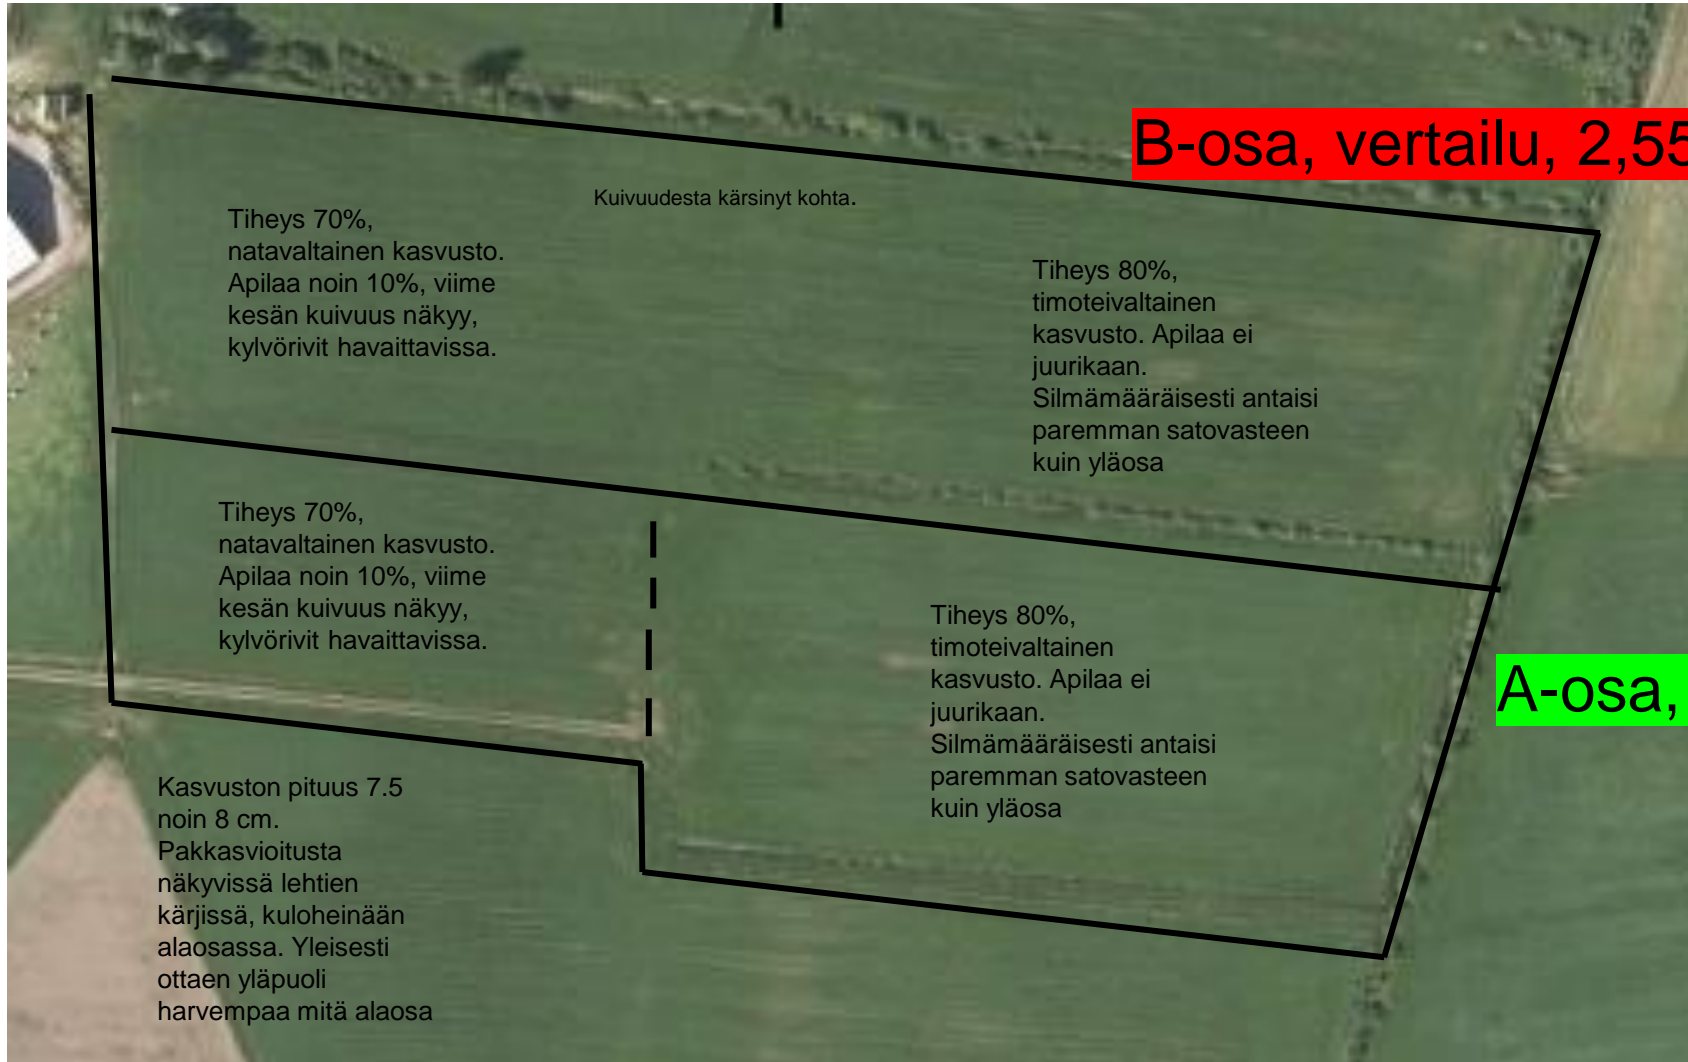 B-osa, vertailu, 2,55
Kuivuudesta kärsinyt kohta.
Tiheys 70%,
natavaltainen kasvusto.
Apilaa noin 10%, viime
kesän kuivuus näkyy,
kylvörivit havaittavissa.
Tiheys 80%,
timoteivaltainen
kasvusto. Apilaa ei
juurikaan.
Silmämääräisesti antaisi
paremman satovasteen
kuin yläosa
Tiheys 70%,
natavaltainen kasvusto.
Apilaa noin 10%, viime
kesän kuivuus näkyy,
kylvörivit havaittavissa.
Tiheys 80%,
timoteivaltainen
kasvusto. Apilaa ei
juurikaan.
Silmämääräisesti antaisi
paremman satovasteen
kuin yläosa
A-osa,
Kasvuston pituus 7.5
noin 8 cm.
Pakkasvioitusta
näkyvissä lehtien
kärjissä, kuloheinään
alaosassa. Yleisesti
ottaen yläpuoli
harvempaa mitä alaosa